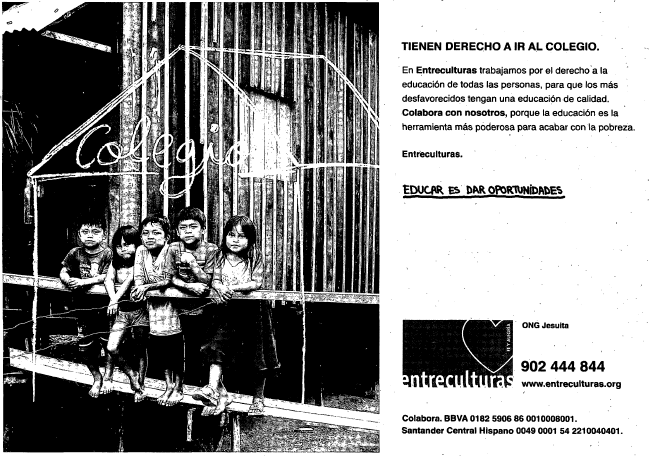 Colegio
TIENEN DERECHO A IR AL COLEGIO.
En Entreculturas trabajamos por el derecho a la
educación de todas las personas, para que los más
desfavorecidos tengan una educación de calidad.
Colabora con nosotros, porque la educación es la
herramienta más poderosa para acabar con la pobreza.
Entreculturas.
EDUCAR ES DAR OPORTUNIDADES
entreculturas
ONG Jesuita
902 444 844
www.entreculturas.org
Colabora. BBVA 0182 5906 86 0010008001.
Santander Central Hispano 0049 0001 54 2210040401.